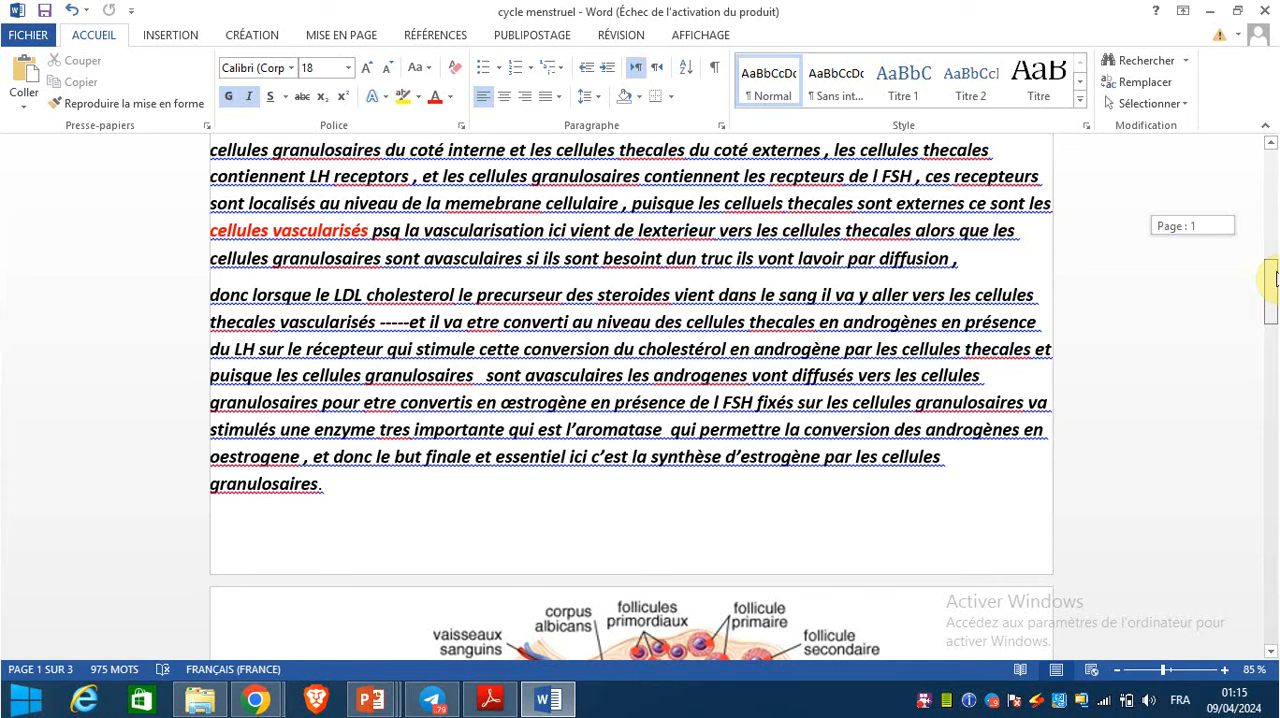 cycle menstruel - Word (Échec de l'activation du produit)
FICHIER ACCUEIL INSERTION CRÉATION MISE EN PAGE RÉFÉRENCES PUBLIPOSTAGE RÉVISION AFFICHAGE
Coller
Couper
Copier
Reproduire la mise en forme
Presse-papiers
Calibri (Corp 18
Police
Paragraphe
AaBbCcDc AaBbCcDc AaBbC AaBbCcI AaB
¶ Normal ¶ Sans int... Titre 1 Titre 2 Titre
Style
Rechercher
Remplacer
Sélectionner
Modification
cellules granulosaires du coté interne et les cellules thecales du coté externes , les cellules thecales
contiennent LH receptors , et les cellules granulosaires contiennent les recpteurs de l FSH , ces recepteurs
sont localisés au niveau de la memebrane cellulaire , puisque les celluels thecales sont externes ce sont les
cellules vascularisés psq la vascularisation ici vient de lexterieur vers les cellules thecales alors que les
cellules granulosaires sont avasculaires si ils sont besoint dun truc ils vont lavoir par diffusion ,
donc lorsque le LDL cholesterol le precurseur des steroides vient dans le sang il va y aller vers les cellules
thecales vascularisés -----et il va etre converti au niveau des cellules thecales en androgènes en présence
du LH sur le récepteur qui stimule cette conversion du cholestérol en androgène par les cellules thecales et
puisque les cellules granulosaires sont avasculaires les androgenes vont diffusés vers les cellules
granulosaires pour etre convertis en œstrogène en présence de l FSH fixés sur les cellules granulosaires va
stimulés une enzyme tres importante qui est l’aromatase qui permettre la conversion des androgènes en
oestrogene , et donc le but finale et essentiel ici c’est la synthèse d’estrogène par les cellules
granulosaires.
Page : 1
corpus
albicans
follicules
primordiaux
follicule
primaire
vaisseaux
sanguins
follicule
secondaire
Activer Windows
Accédez aux paramètres de l'ordinateur pour
activer Windows.
PAGE 1 SUR 3 975 MOTS FRANÇAIS (FRANCE) 85 %
79
FRA
01:15
09/04/2024